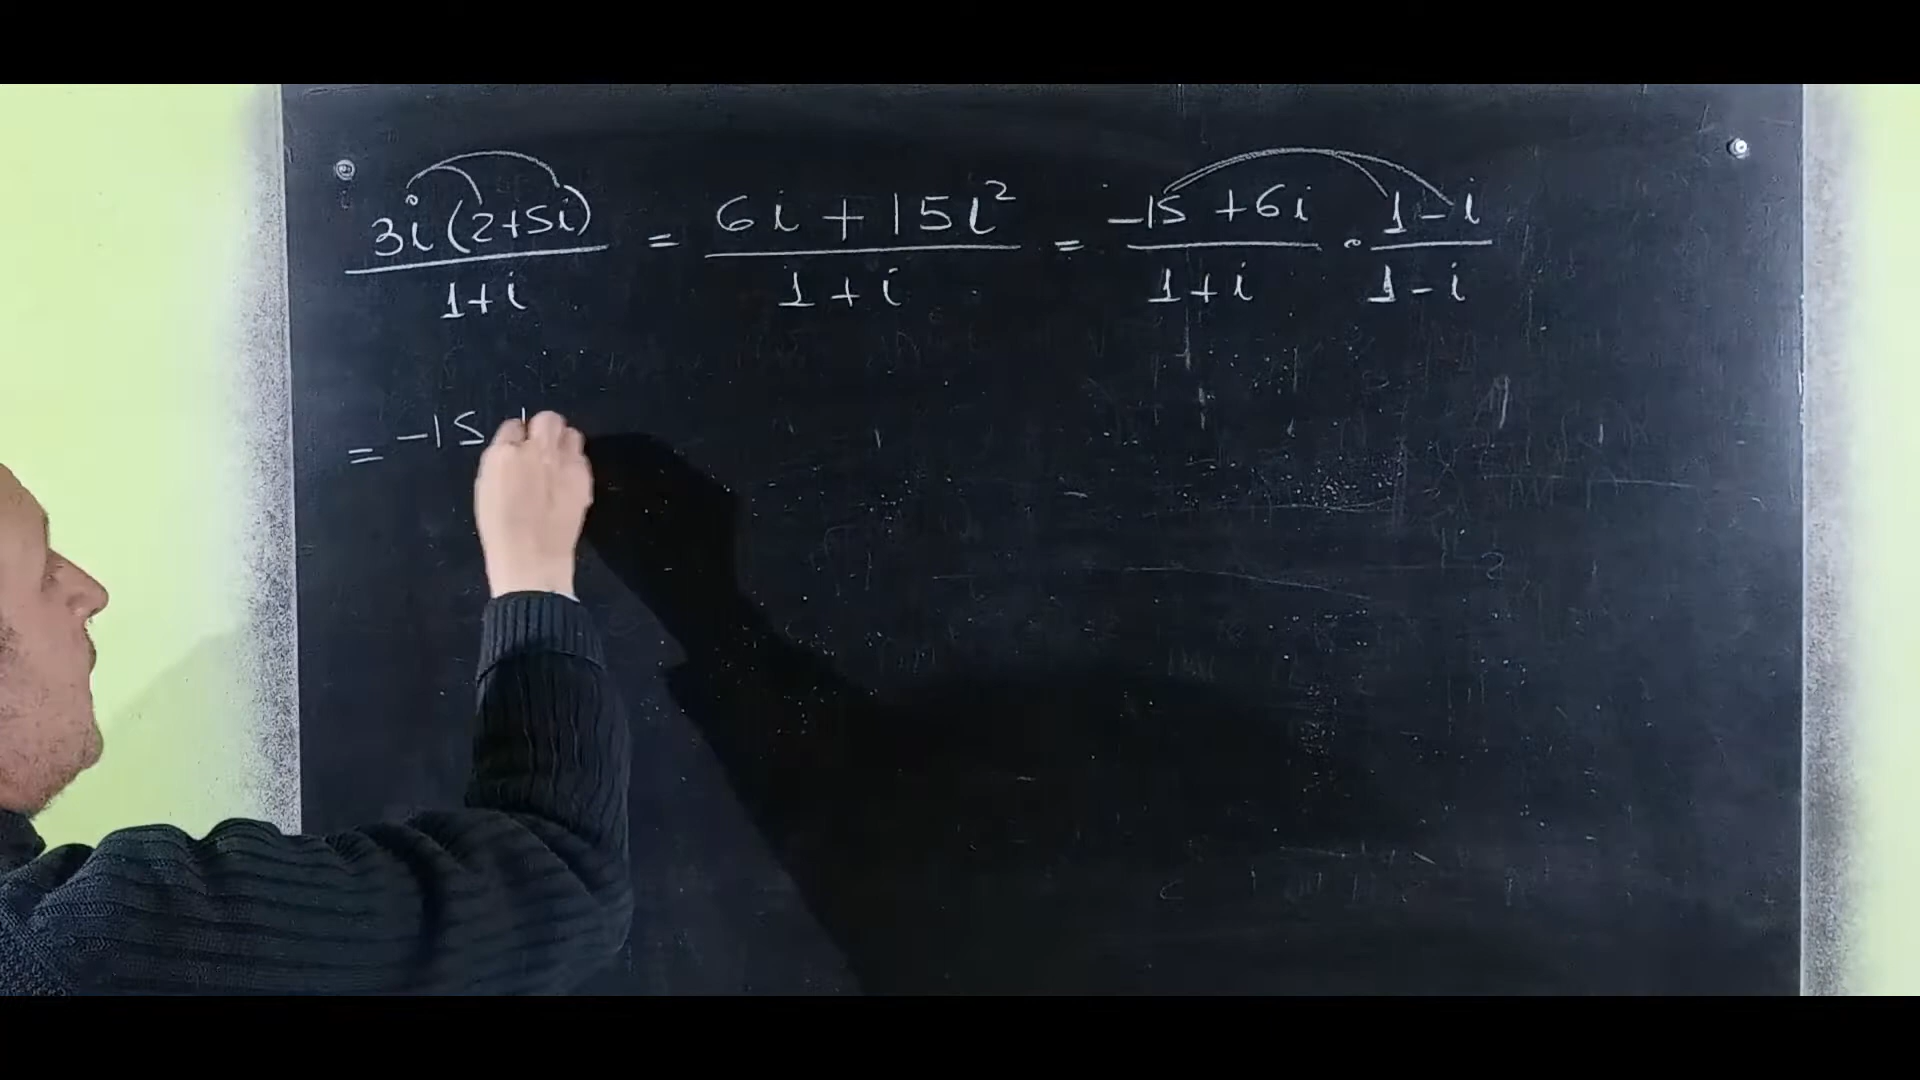 3i(2+5i)/1+i = 6i+15i²/1+i = -15+6i/1+i · 1-i/1-i
= -15 +